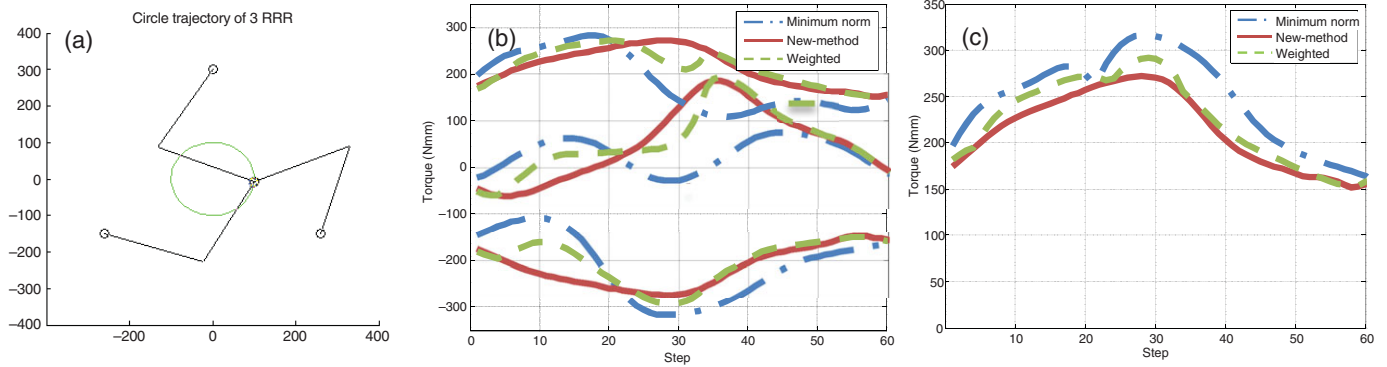 Circle trajectory of 3 RRR
(a)
400
300
200
100
0
−100
−200
−300
−400
−200
0
200
400
(b)
Minimum norm
New-method
Weighted
Torque (Nmm)
300
200
100
0
−100
−200
−300
0
10
20
30
40
50
60
Step
(c)
Minimum norm
New-method
Weighted
Torque (Nmm)
350
300
250
200
150
100
50
0
10
20
30
40
50
60
Step